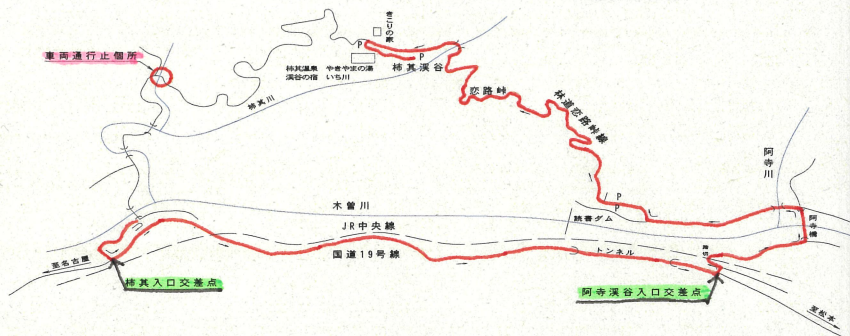 きこりの家
車両通行止個所
P
P
柿其温泉 やきやまの湯
渓谷の宿 いち川
柿其渓谷
恋路峠
林道恋路峠線
柿其川
阿寺川
P
P
木曽川
読書ダム
阿寺橋
JR中央線
国道19号線
トンネル
至名古屋
柿其入口交差点
阿寺渓谷入口交差点
至松本